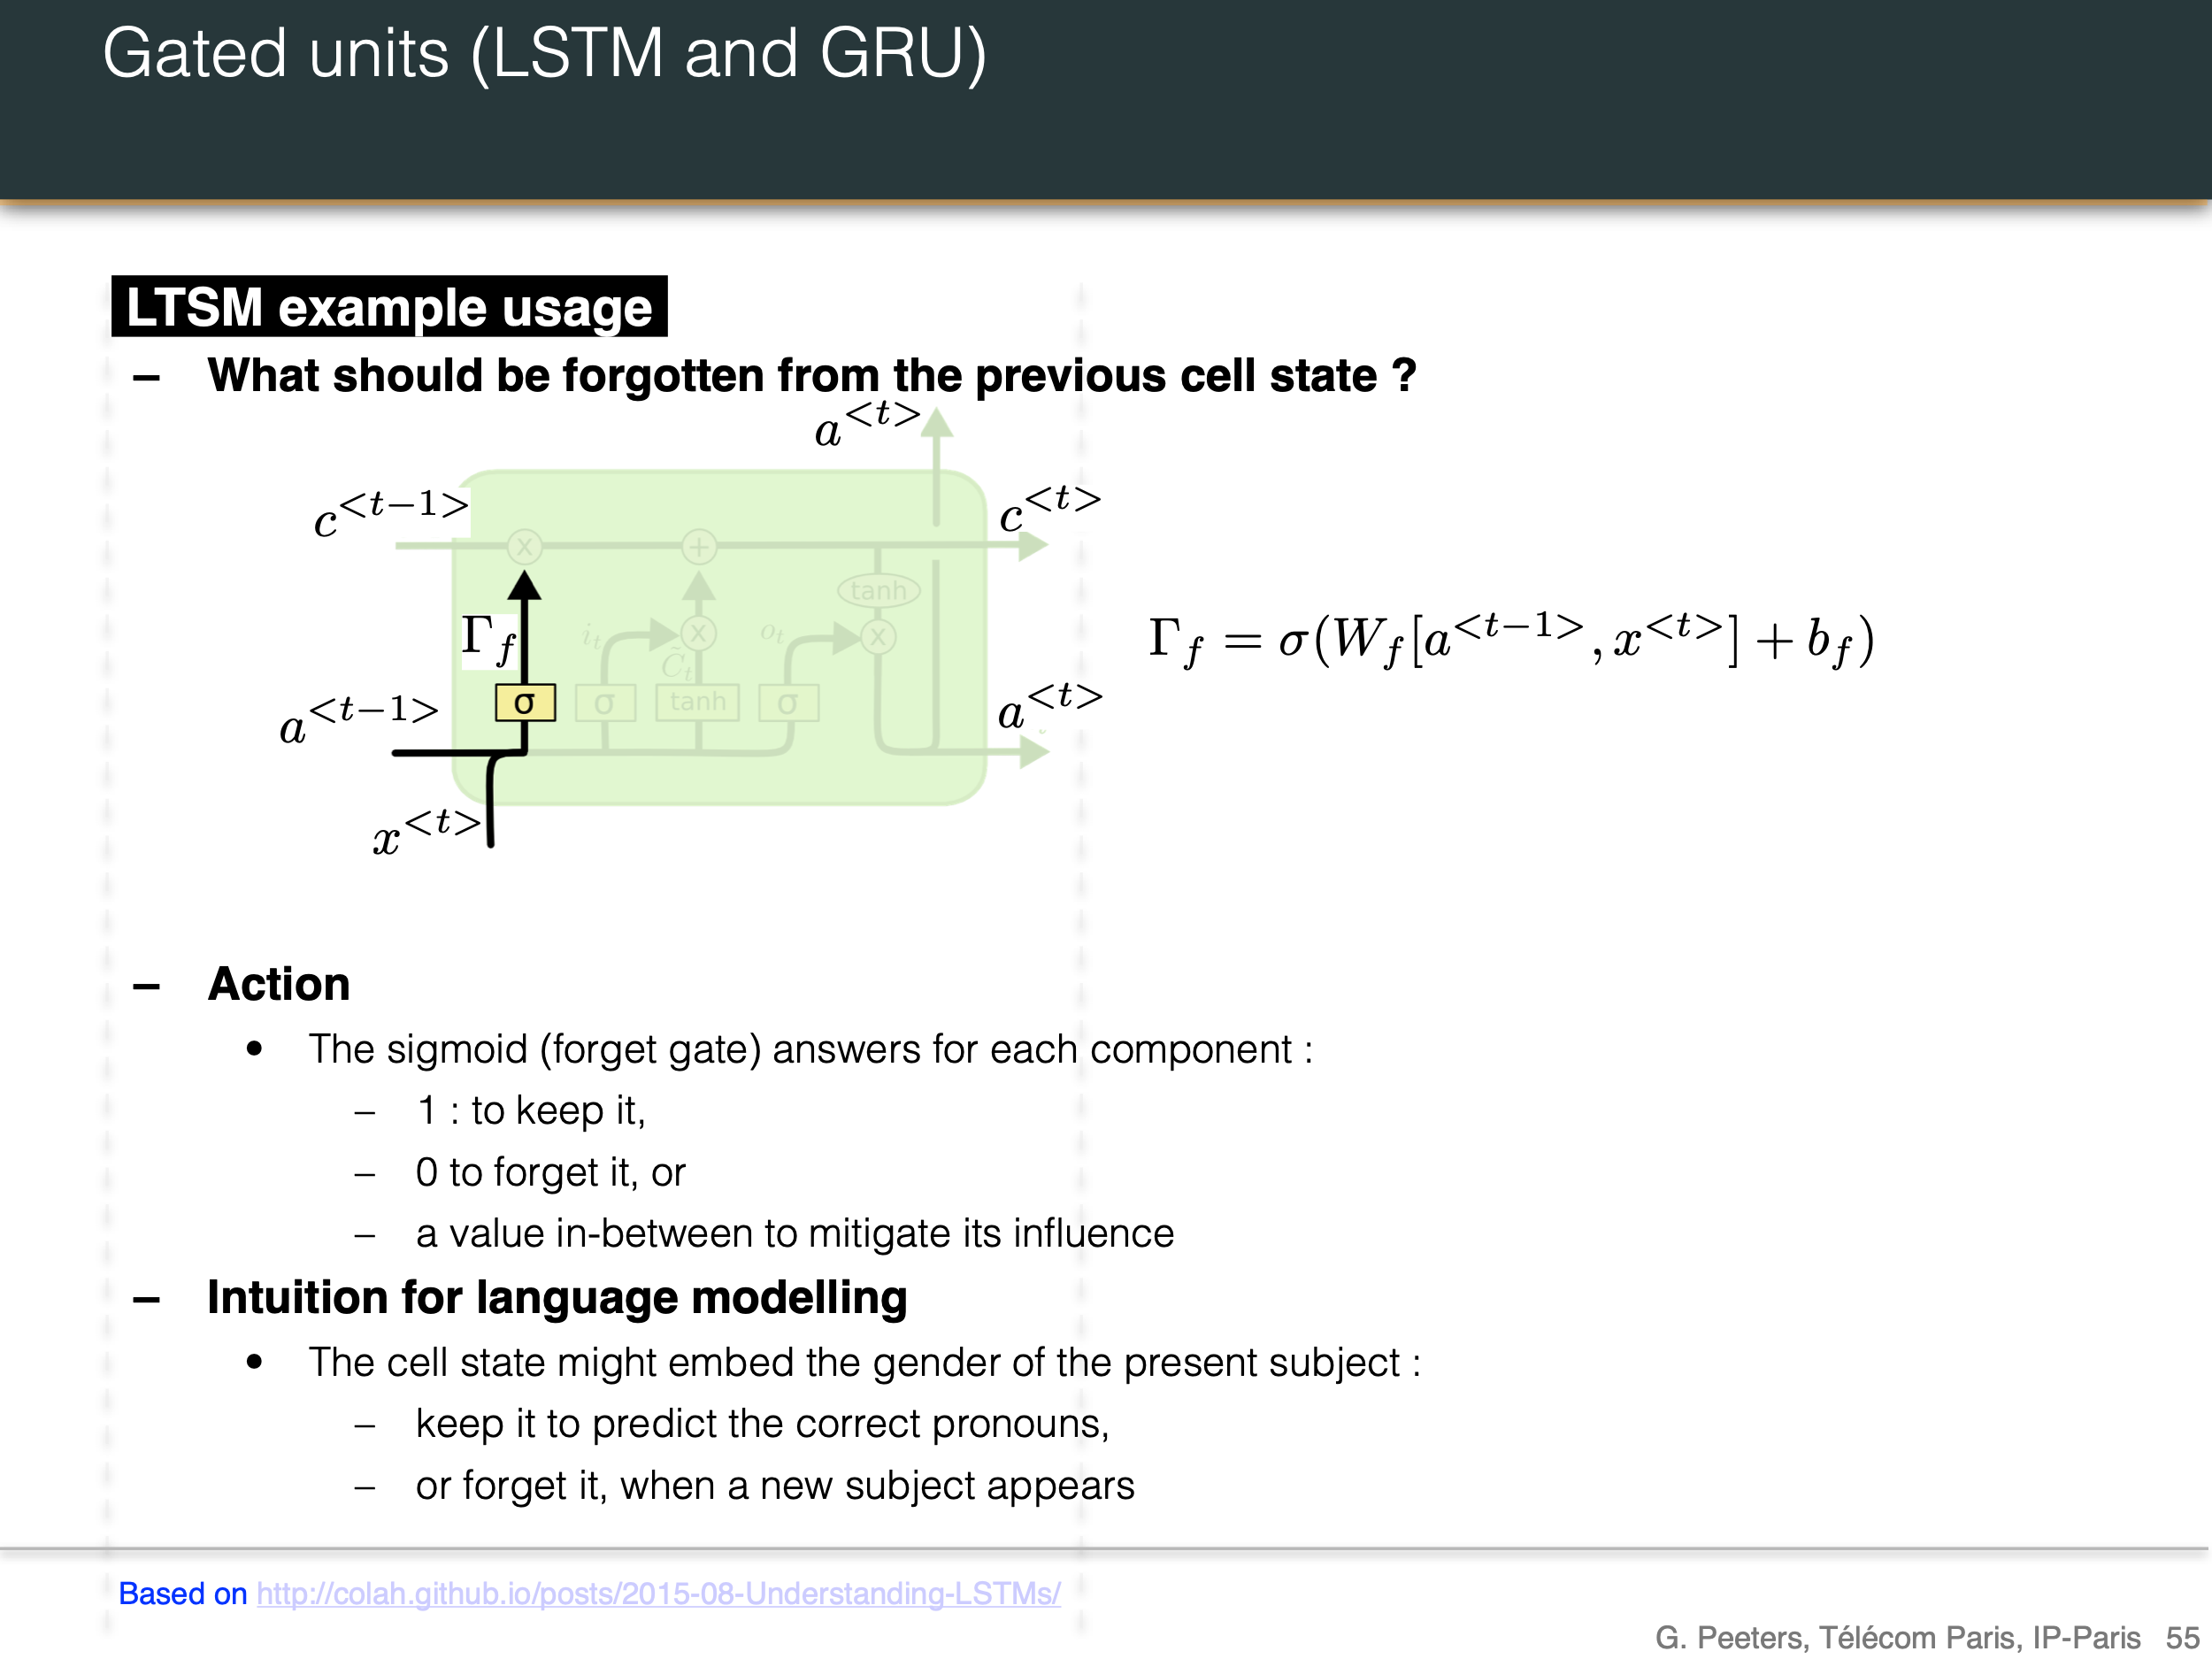 Gated units (LSTM and GRU)
LTSM example usage
– What should be forgotten from the previous cell state ?
a^{<t>}
c^{<t-1>}
c^{<t>}
x
+
tanh
Γ_f
i_t
x
o_t
x
C̃_t
Γ_f = σ(W_f[a^{<t-1>}, x^{<t>}] + b_f)
a^{<t-1>}
σ
σ
tanh
σ
a^{<t>}
x^{<t>}
– Action
• The sigmoid (forget gate) answers for each component :
– 1 : to keep it,
– 0 to forget it, or
– a value in-between to mitigate its influence
– Intuition for language modelling
• The cell state might embed the gender of the present subject :
– keep it to predict the correct pronouns,
– or forget it, when a new subject appears
Based on http://colah.github.io/posts/2015-08-Understanding-LSTMs/
G. Peeters, Télécom Paris, IP-Paris 55